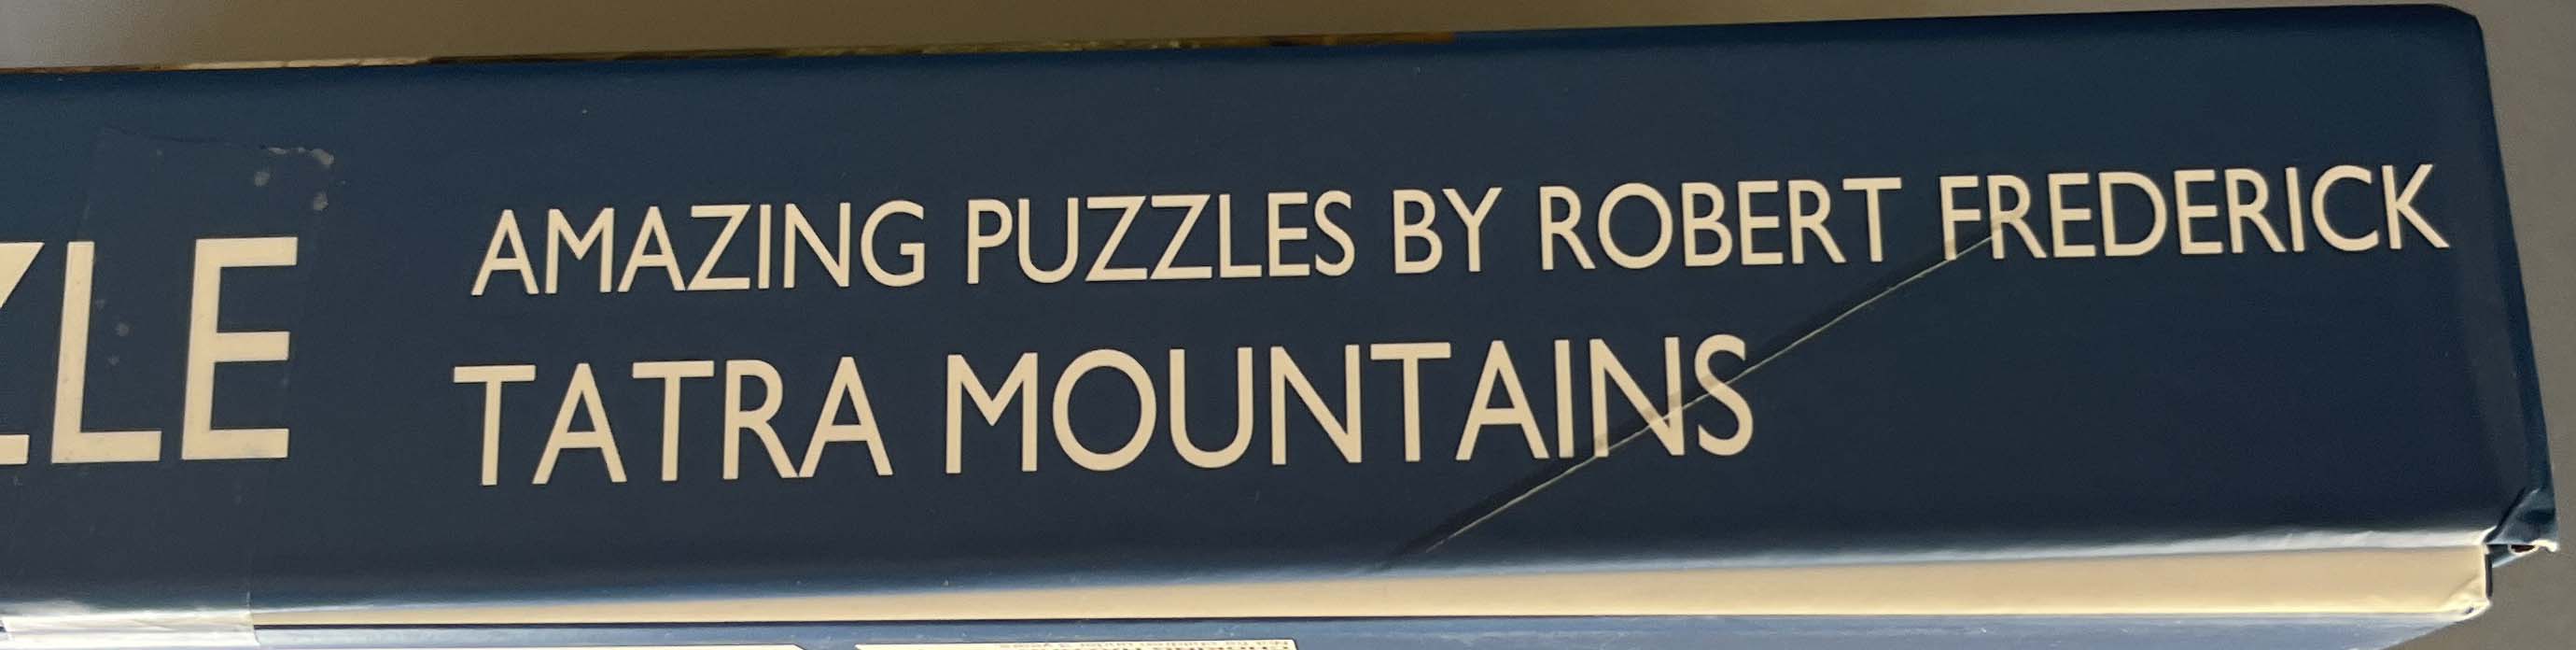 ZLE
AMAZING PUZZLES BY ROBERT FREDERICK
TATRA MOUNTAINS